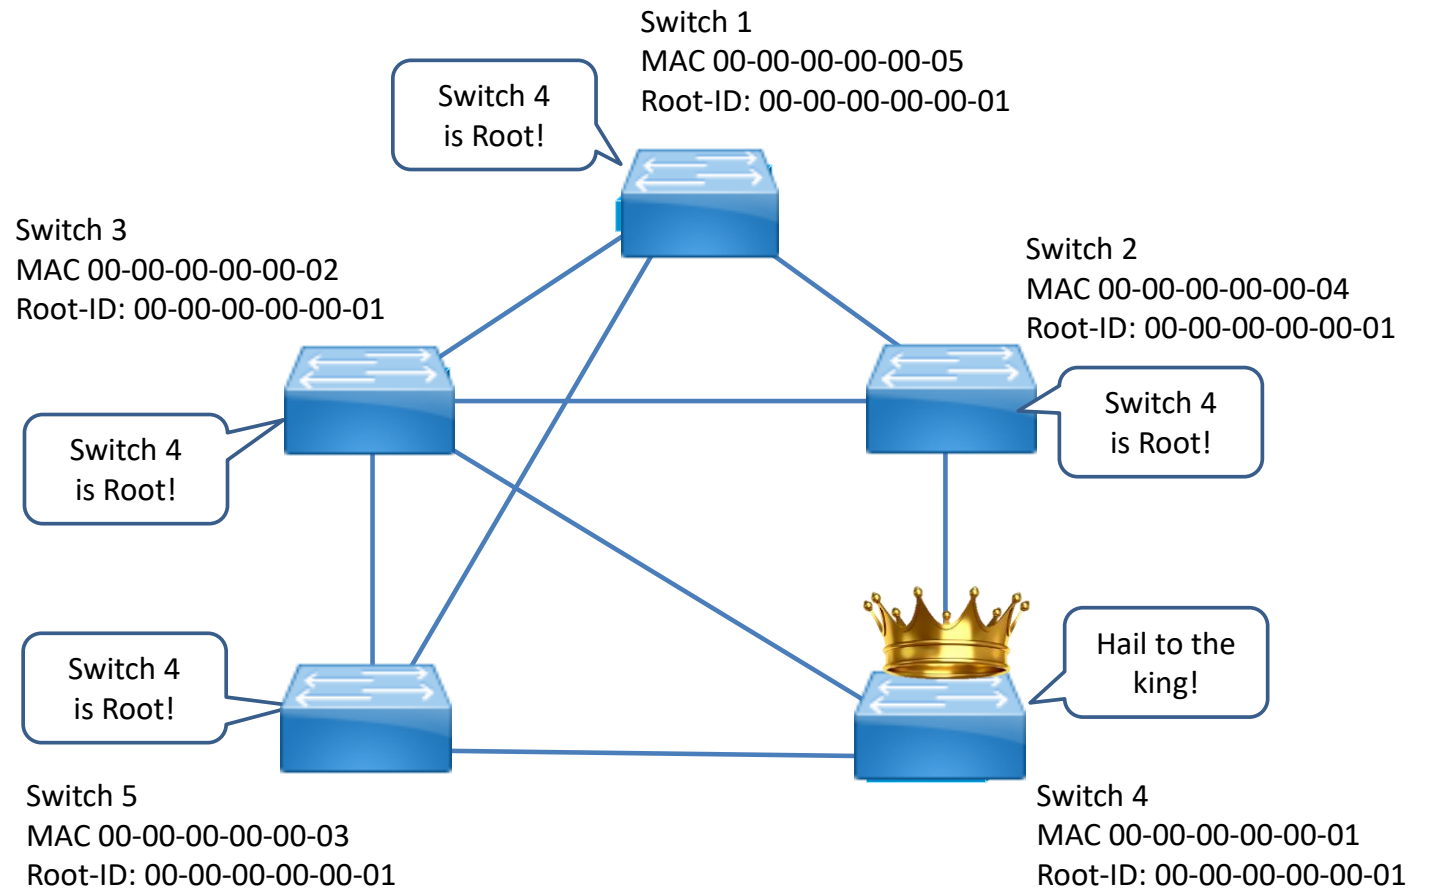 Switch 1
MAC 00-00-00-00-00-05
Root-ID: 00-00-00-00-00-01
Switch 4
is Root!
Switch 3
MAC 00-00-00-00-00-02
Root-ID: 00-00-00-00-00-01
Switch 2
MAC 00-00-00-00-00-04
Root-ID: 00-00-00-00-00-01
Switch 4
is Root!
Switch 4
is Root!
Switch 4
is Root!
Hail to the
king!
Switch 5
MAC 00-00-00-00-00-03
Root-ID: 00-00-00-00-00-01
Switch 4
MAC 00-00-00-00-00-01
Root-ID: 00-00-00-00-00-01